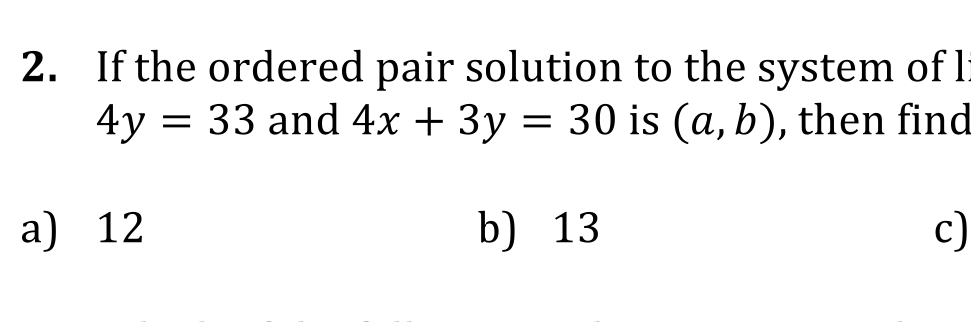 2. If the ordered pair solution to the system of
4y = 33 and 4x + 3y = 30 is (a, b), then find
a) 12 b) 13 c)